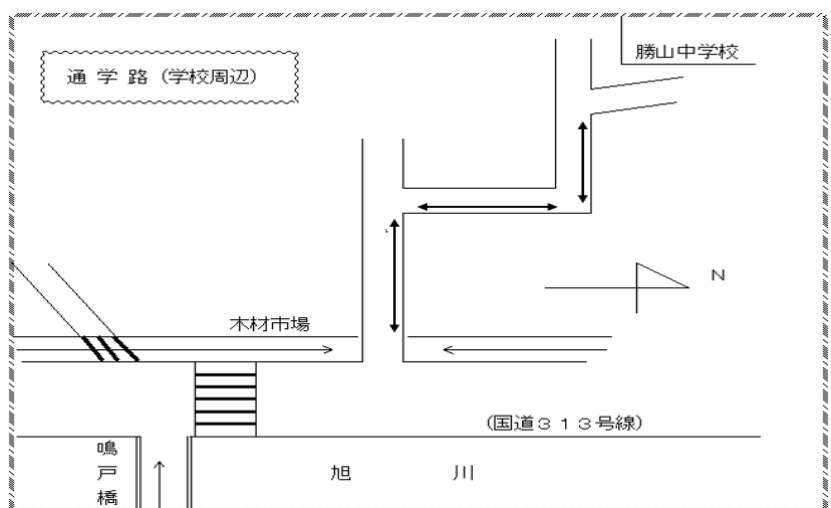 通 学 路（学校周辺）
勝山中学校
N
木材市場
（国道３１３号線）
鳴戸橋
旭 川